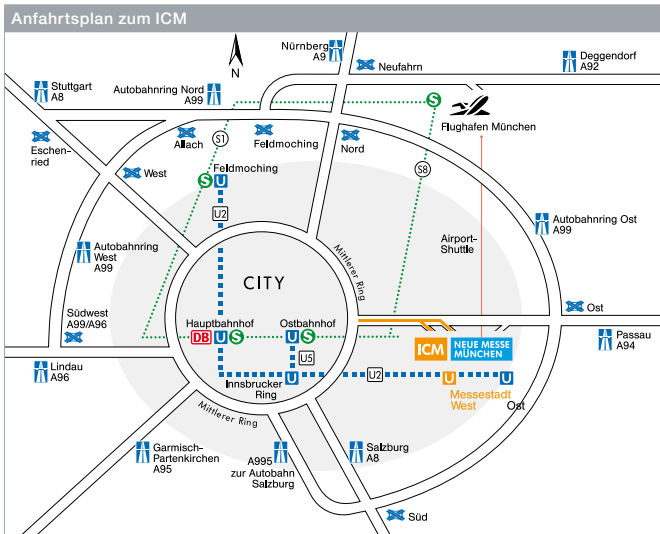 Anfahrtsplan zum ICM
N
Nürnberg
A9
Neufahrn
Deggendorf
A92
Stuttgart
A8
Autobahnring Nord
A99
S
Flughafen München
Eschen-
ried
Allach
S1
Feldmoching
Nord
West
S
U
Feldmoching
S8
U2
Autobahnring Ost
A99
Autobahnring
West
A99
Airport-
Shuttle
Mittlerer Ring
CITY
Südwest
A99/A96
Ost
Hauptbahnhof
DB
U
S
Ostbahnhof
U
S
ICM
NEUE MESSE
MÜNCHEN
Passau
A94
Lindau
A96
U5
Innsbrucker
Ring
U
U2
U
Messestadt
West
U
Ost
Mittlerer Ring
Garmisch-
Partenkirchen
A95
A995
zur Autobahn
Salzburg
Salzburg
A8
Süd